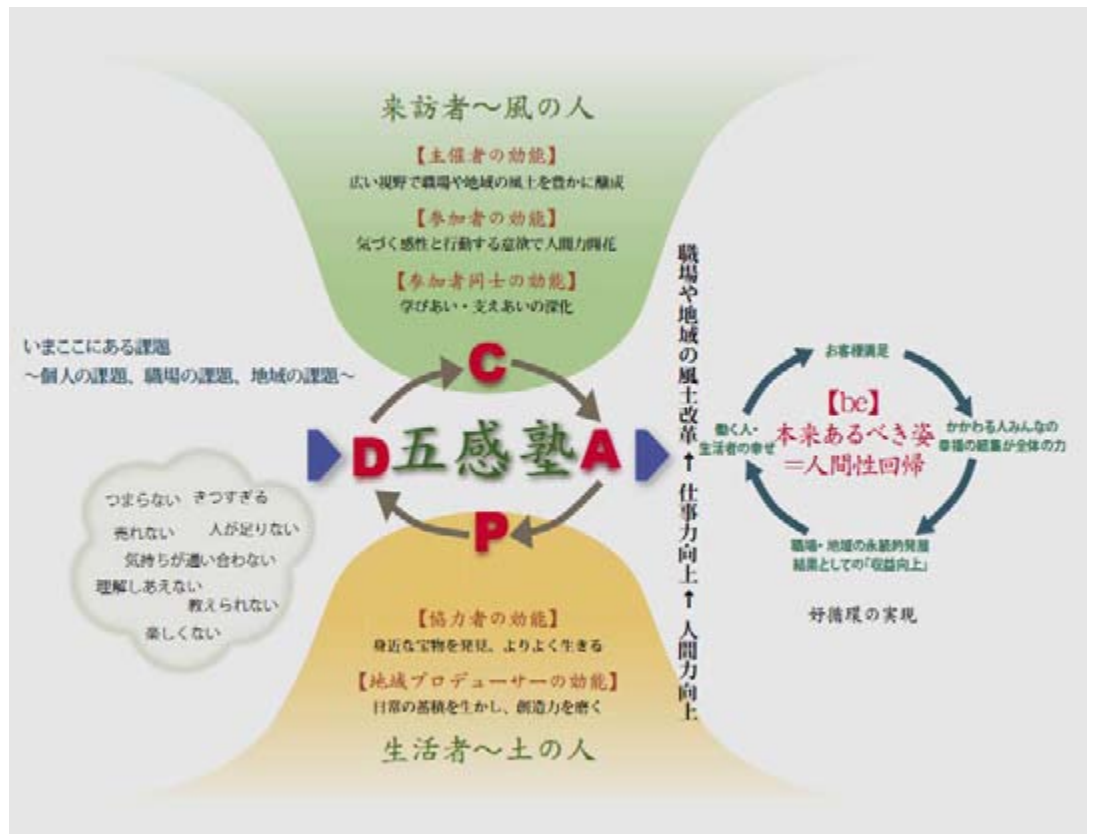 来訪者～風の人
【主催者の効能】
広い視野で職場や地域の風土を豊かに醸成
【参加者の効能】
気づく感性と行動する意欲で人間力開花
【参加者同士の効能】
学びあい・支えあいの深化
いまここにある課題
～個人の課題、職場の課題、地域の課題～
C
D
五感塾
A
P
つまらない
きつすぎる
売れない
人が足りない
気持ちが通い合わない
理解しあえない
教えられない
楽しくない
【協力者の効能】
身近な宝物を発見、よりよく生きる
【地域プロデューサーの効能】
日常の蓄積を生かし、創造力を磨く
生活者～土の人
職場や地域の風土改革↑仕事力向上↑人間力向上
お客様満足
【be】
本来あるべき姿
＝人間性回帰
働く人・
生活者の幸せ
かかわる人みんなの
幸福の結集が全体の力
職場・地域の永続的発展
結果としての「収益向上」
好循環の実現